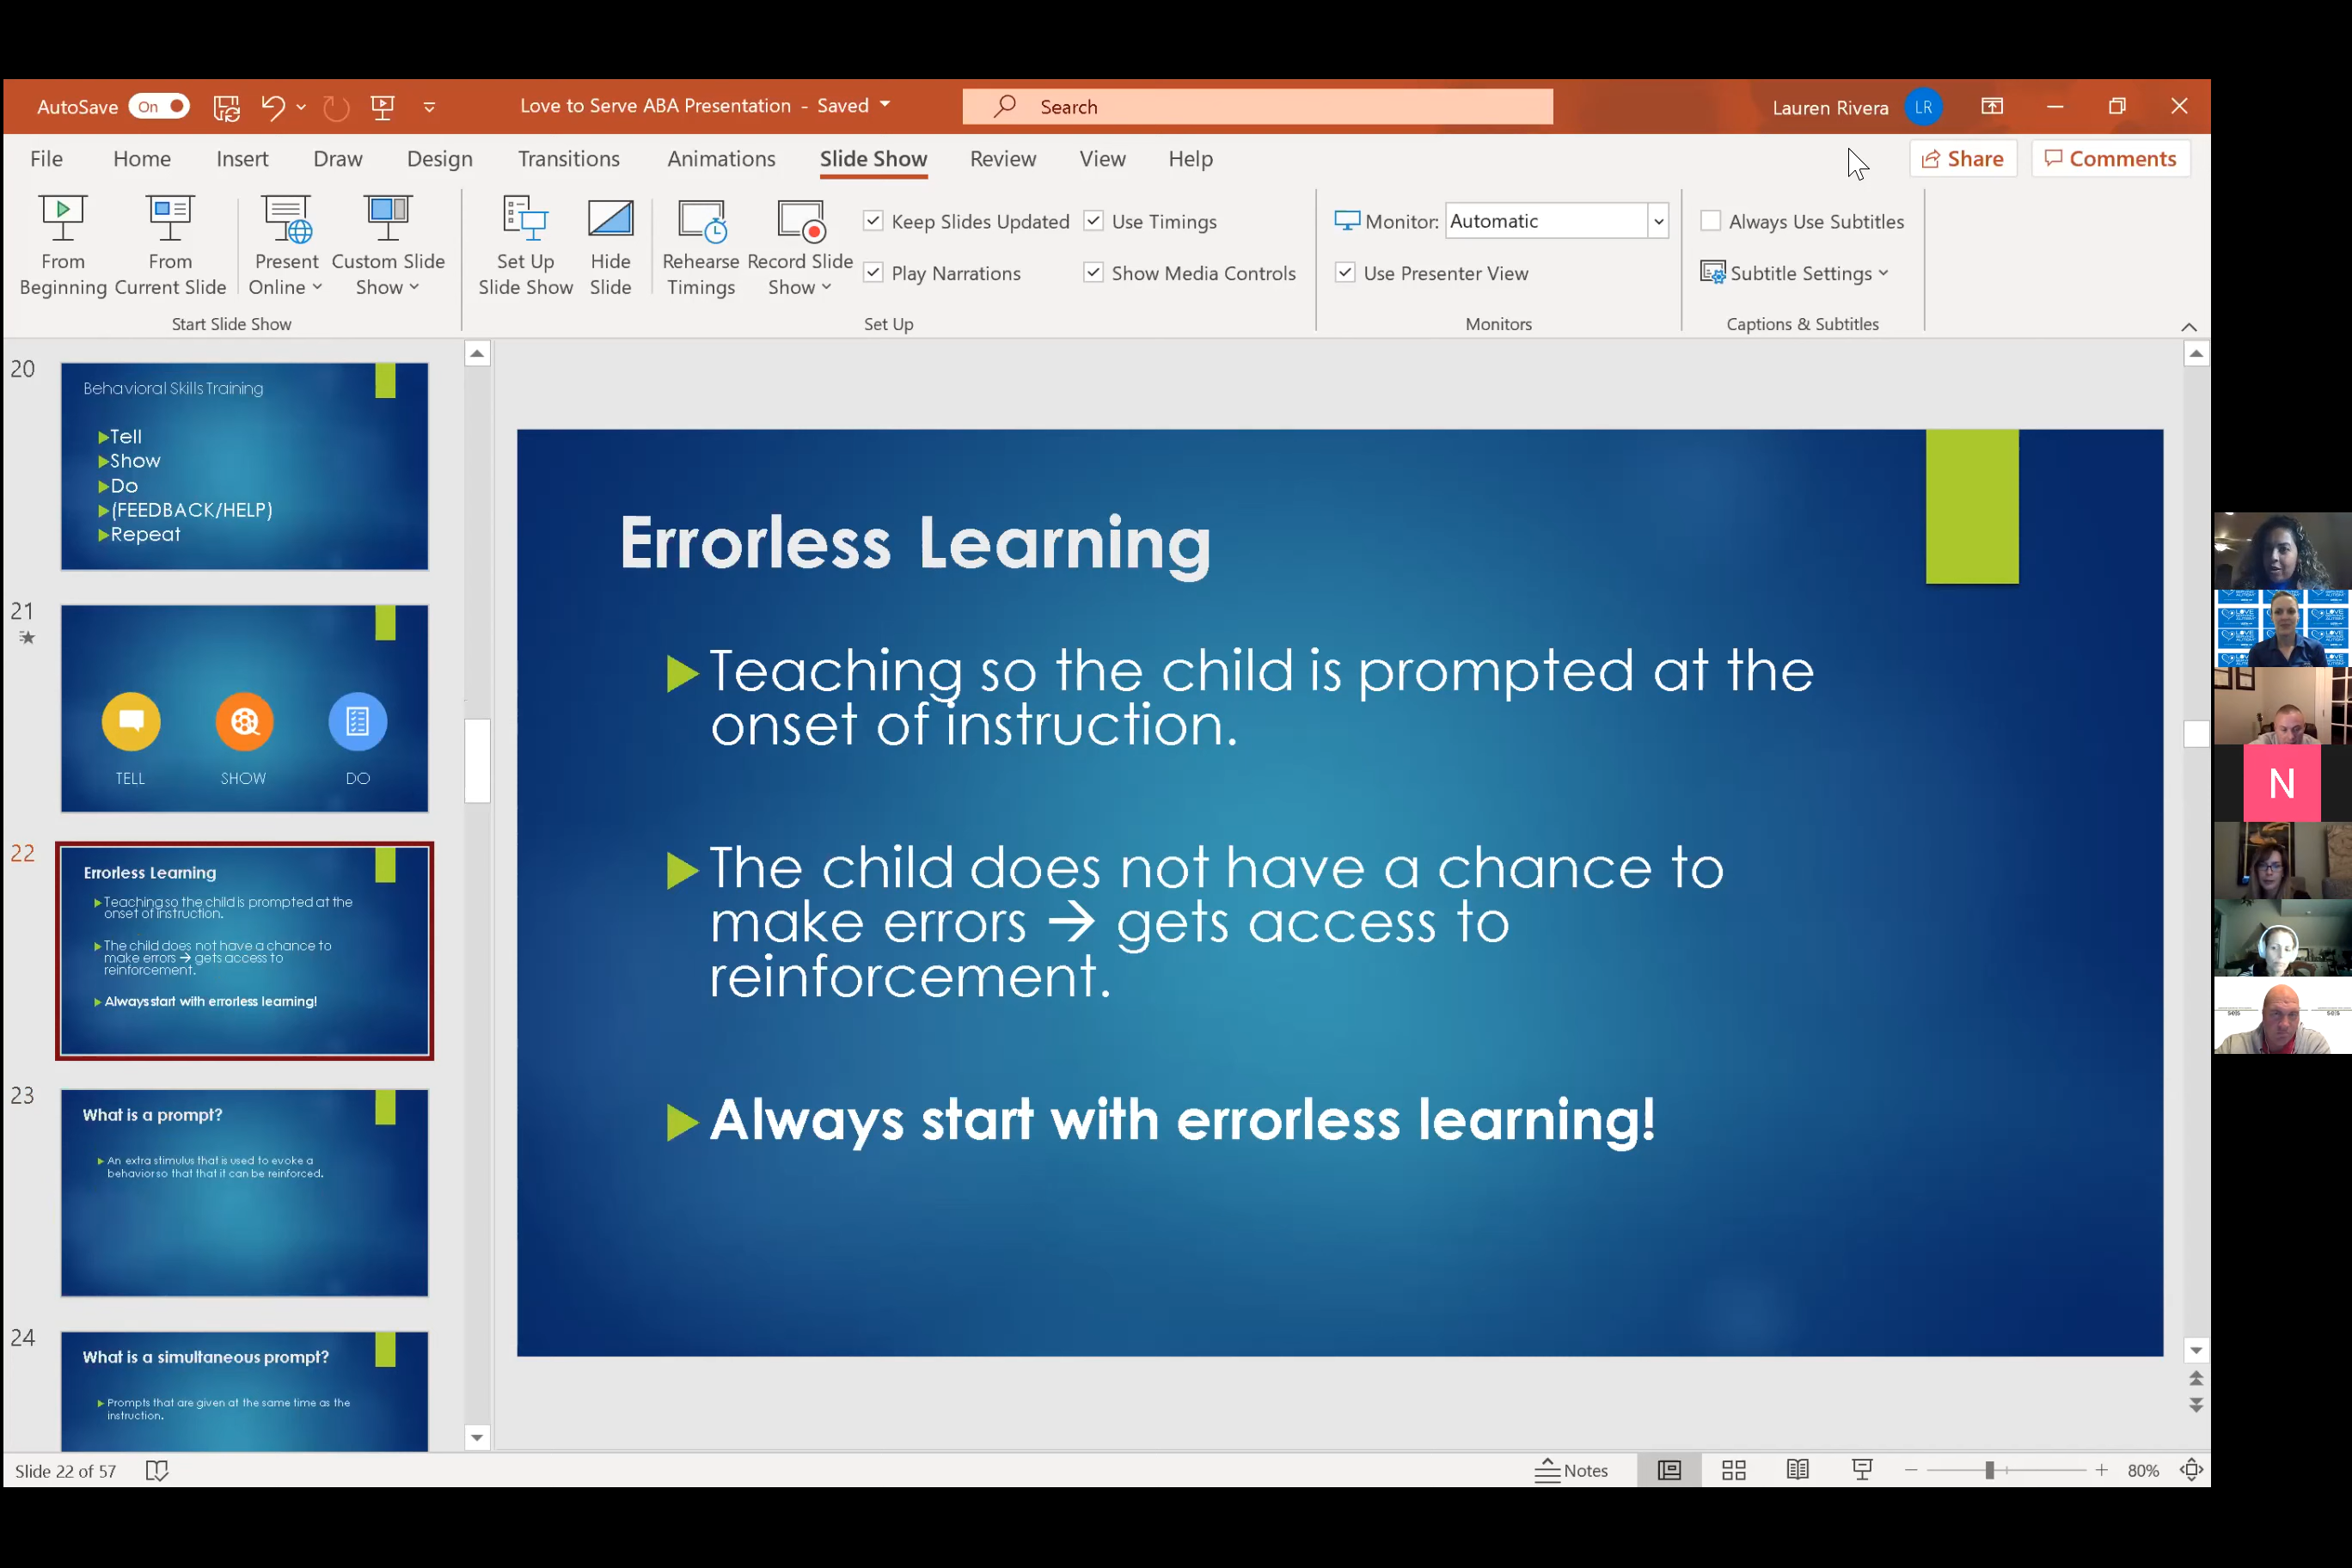 AutoSave On
Love to Serve ABA Presentation - Saved
Search
Lauren Rivera LR
File Home Insert Draw Design Transitions Animations Slide Show Review View Help
Share Comments
From Beginning
From Current Slide
Present Online
Custom Slide Show
Start Slide Show
Set Up Slide Show
Hide Slide
Rehearse Timings
Record Slide Show
Keep Slides Updated
Use Timings
Play Narrations
Show Media Controls
Set Up
Monitor: Automatic
Use Presenter View
Monitors
Always Use Subtitles
Subtitle Settings
Captions & Subtitles
20
Behavioral Skills Training
Tell
Show
Do
(FEEDBACK/HELP)
Repeat
21
TELL SHOW DO
22
Errorless Learning
Teaching so the child is prompted at the
onset of instruction.
The child does not have a chance to
make errors → gets access to
reinforcement.
Always start with errorless learning!
23
What is a prompt?
An extra stimulus that is used to evoke a
behavior so that that it can be reinforced.
24
What is a simultaneous prompt?
Prompts that are given at the same time as the
instruction.
Errorless Learning
Teaching so the child is prompted at the
onset of instruction.
The child does not have a chance to
make errors → gets access to
reinforcement.
Always start with errorless learning!
N
Slide 22 of 57
Notes
80%